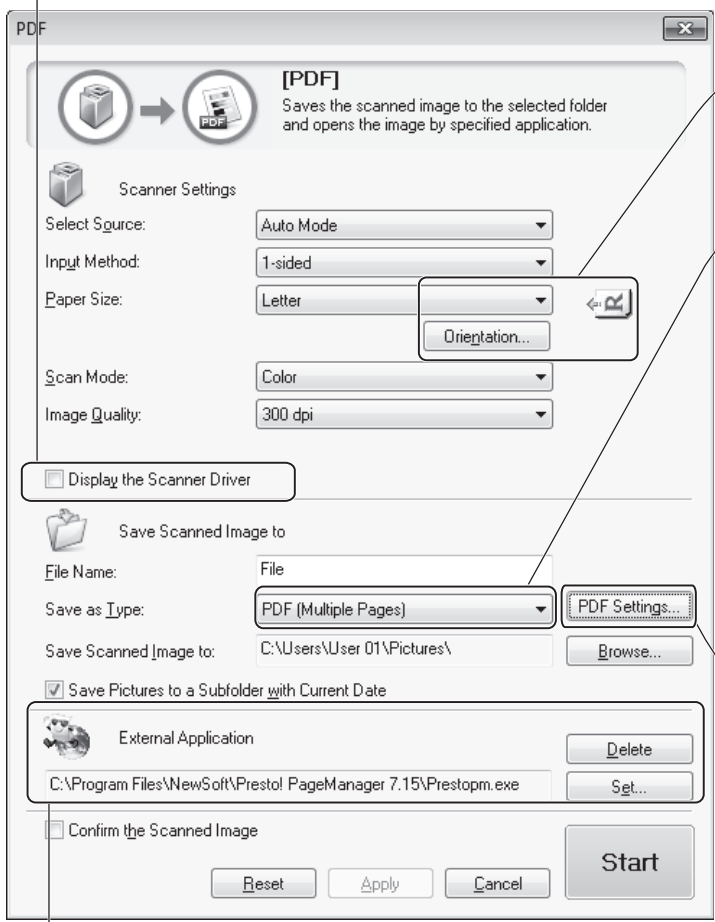 PDF
[PDF]
Saves the scanned image to the selected folder
and opens the image by specified application.
PDF
Scanner Settings
Select Source: Auto Mode
Input Method: 1-sided
Paper Size: Letter
R
Orientation...
Scan Mode: Color
Image Quality: 300 dpi
Display the Scanner Driver
Save Scanned Image to
File Name: File
Save as Type: PDF (Multiple Pages) PDF Settings...
Save Scanned Image to: C:\Users\User 01\Pictures\ Browse...
Save Pictures to a Subfolder with Current Date
External Application
Delete
C:\Program Files\NewSoft\Presto! PageManager 7.15\Prestopm.exe Set...
Confirm the Scanned Image
Start
Reset Apply Cancel